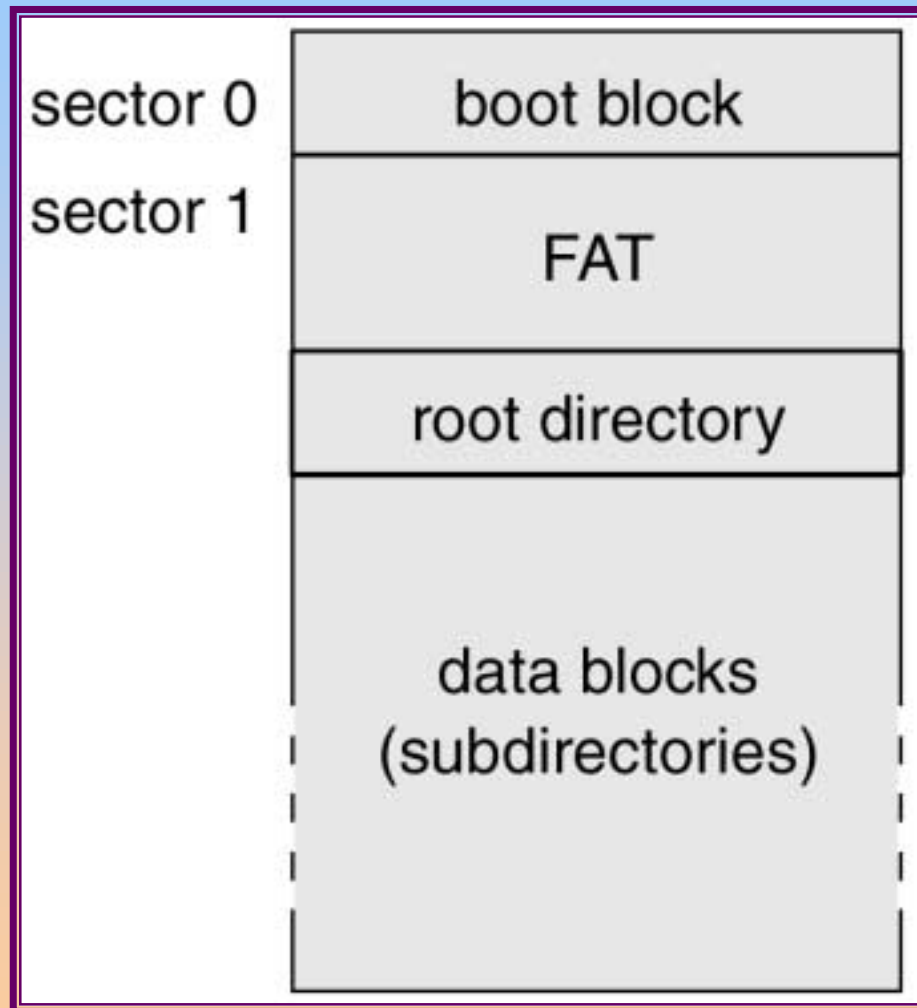 sector 0
boot block
sector 1
FAT
root directory
data blocks
(subdirectories)